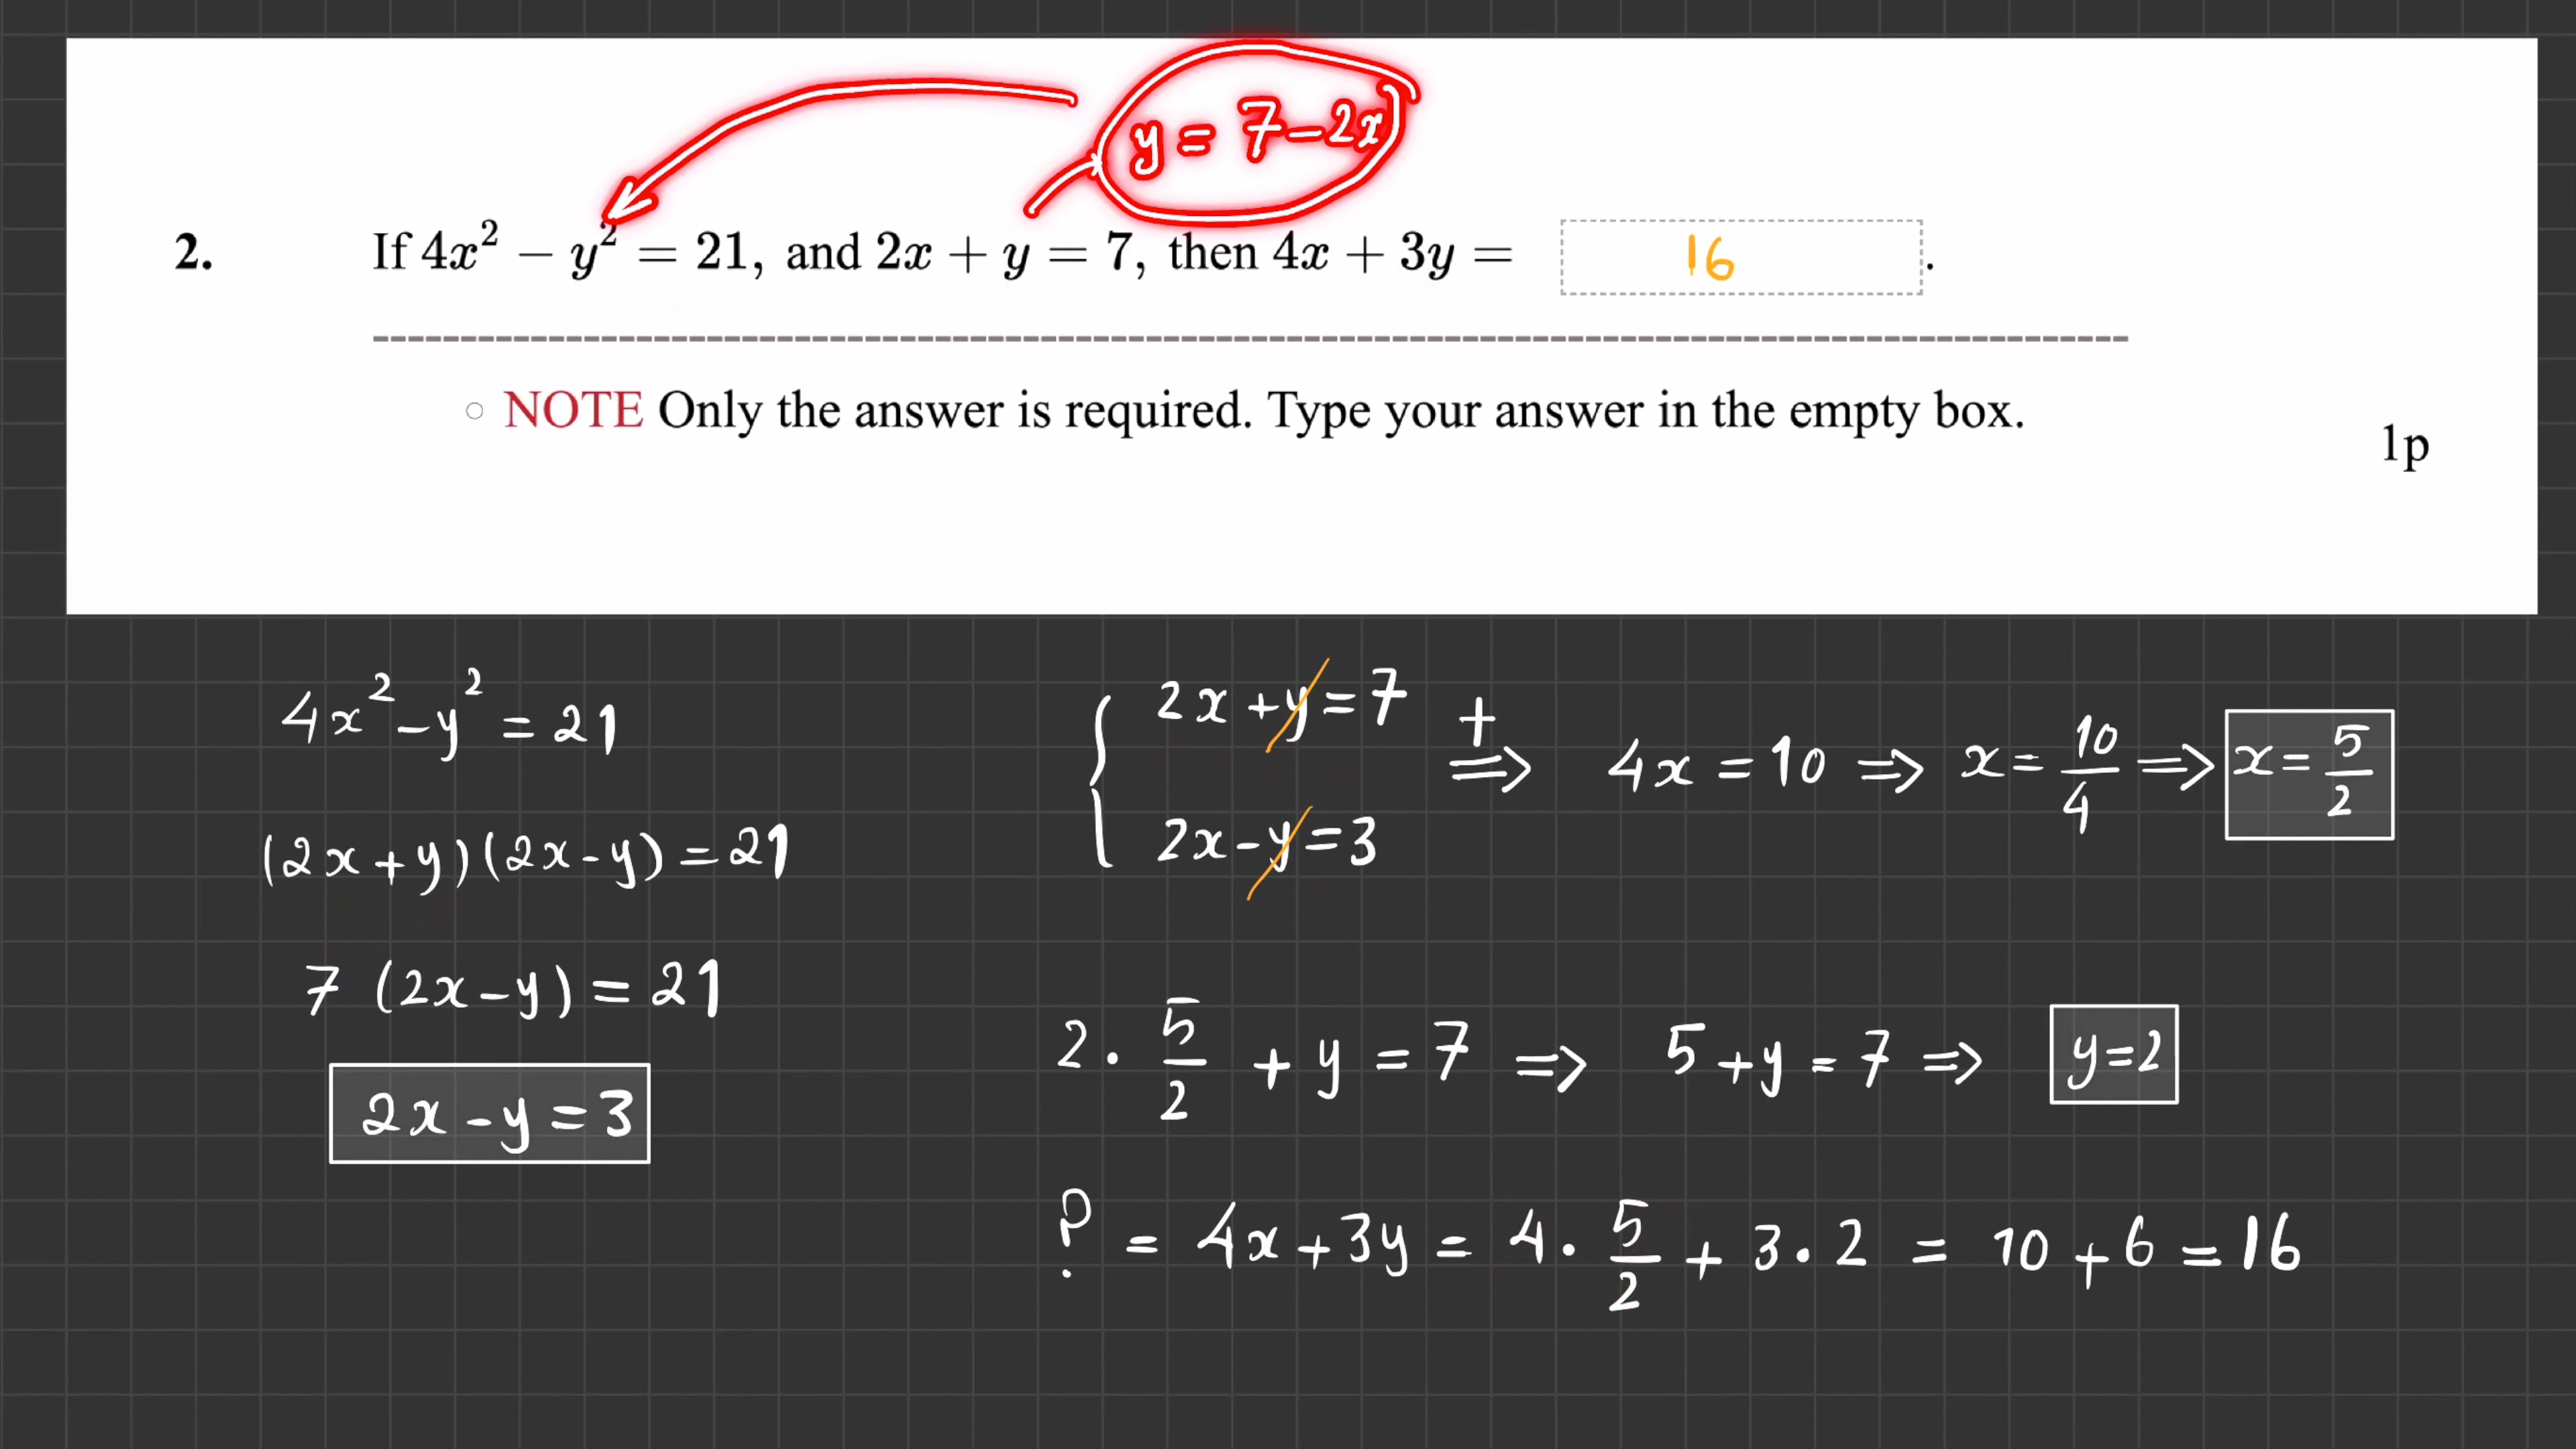 y = 7 - 2x
2. If 4x² − y² = 21, and 2x + y = 7, then 4x + 3y = 16 .
○ NOTE Only the answer is required. Type your answer in the empty box.
1p
4x² - y² = 21
(2x + y)(2x - y) = 21
7 (2x - y) = 21
2x - y = 3
{ 2x + y = 7
2x - y = 3
+ ⇒ 4x = 10 ⇒ x = 10/4 ⇒ x = 5/2
2 · 5/2 + y = 7 ⇒ 5 + y = 7 ⇒ y = 2
? = 4x + 3y = 4 · 5/2 + 3 · 2 = 10 + 6 = 16